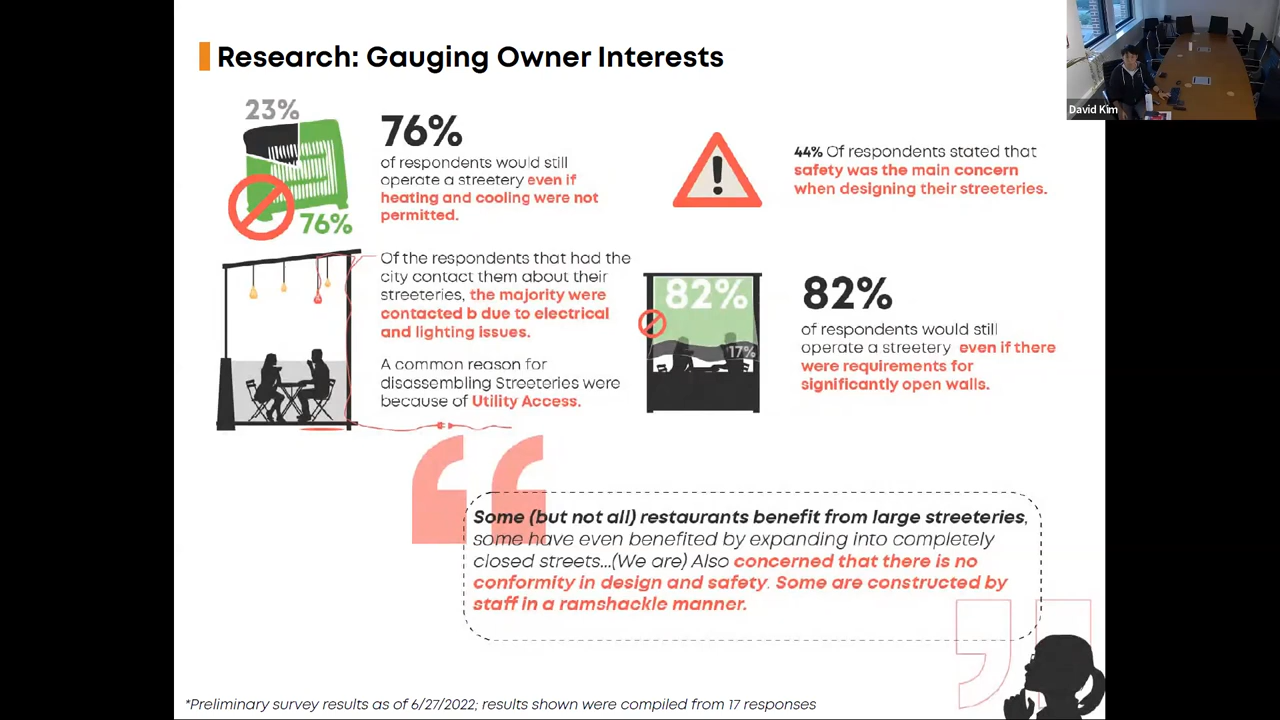 Research: Gauging Owner Interests
David Kim
23%
76%
76%
of respondents would still
operate a streetery even if
heating and cooling were not
permitted.
44% Of respondents stated that
safety was the main concern
when designing their streeteries.
Of the respondents that had the
city contact them about their
streeteries, the majority were
contacted b due to electrical
and lighting issues.
A common reason for
disassembling Streeteries were
because of Utility Access.
82%
17%
82%
of respondents would still
operate a streetery even if there
were requirements for
significantly open walls.
Some (but not all) restaurants benefit from large streeteries,
some have even benefited by expanding into completely
closed streets...(We are) Also concerned that there is no
conformity in design and safety. Some are constructed by
staff in a ramshackle manner.
*Preliminary survey results as of 6/27/2022; results shown were compiled from 17 responses